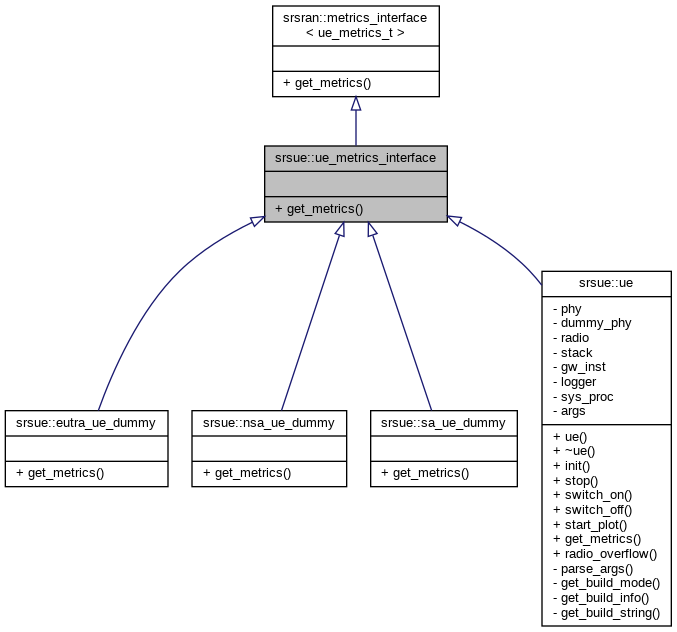 srsran::metrics_interface
< ue_metrics_t >
+ get_metrics()
srsue::ue_metrics_interface
+ get_metrics()
srsue::eutra_ue_dummy
+ get_metrics()
srsue::nsa_ue_dummy
+ get_metrics()
srsue::sa_ue_dummy
+ get_metrics()
srsue::ue
- phy
- dummy_phy
- radio
- stack
- gw_inst
- logger
- sys_proc
- args
+ ue()
+ ~ue()
+ init()
+ stop()
+ switch_on()
+ switch_off()
+ start_plot()
+ get_metrics()
+ radio_overflow()
- parse_args()
- get_build_mode()
- get_build_info()
- get_build_string()